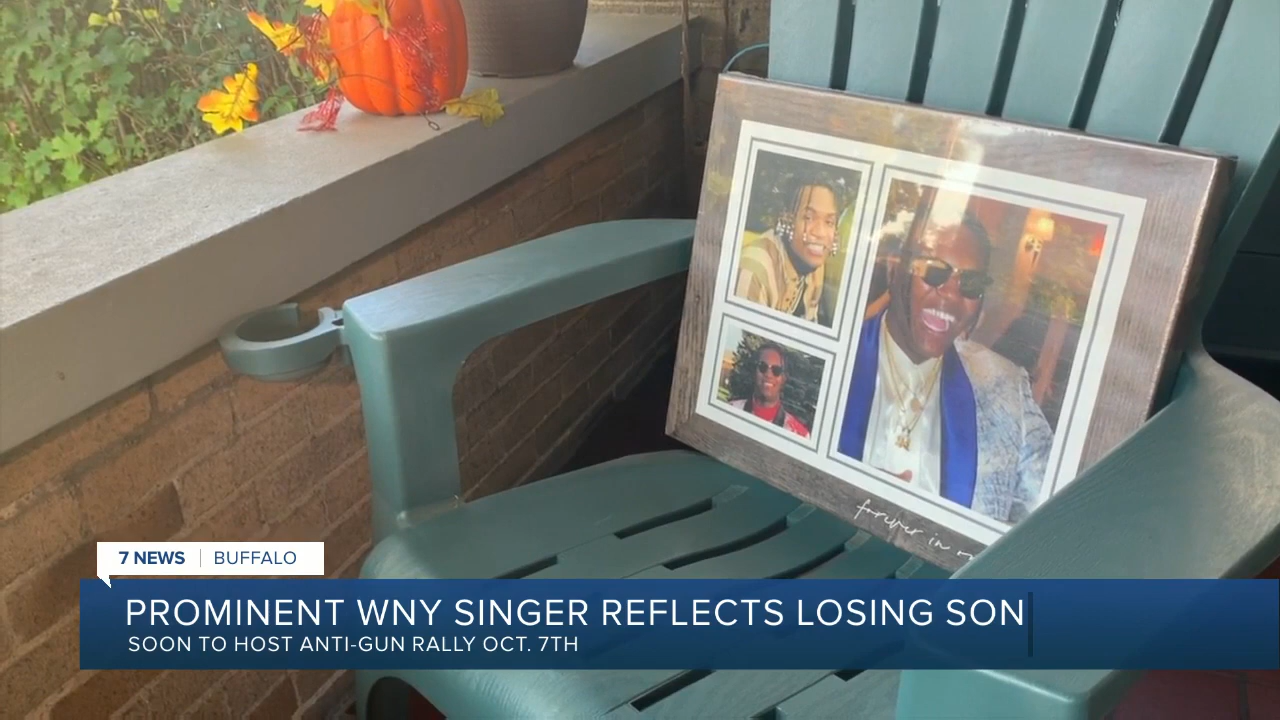 forever in
7 NEWS | BUFFALO
PROMINENT WNY SINGER REFLECTS LOSING SON
SOON TO HOST ANTI-GUN RALLY OCT. 7TH